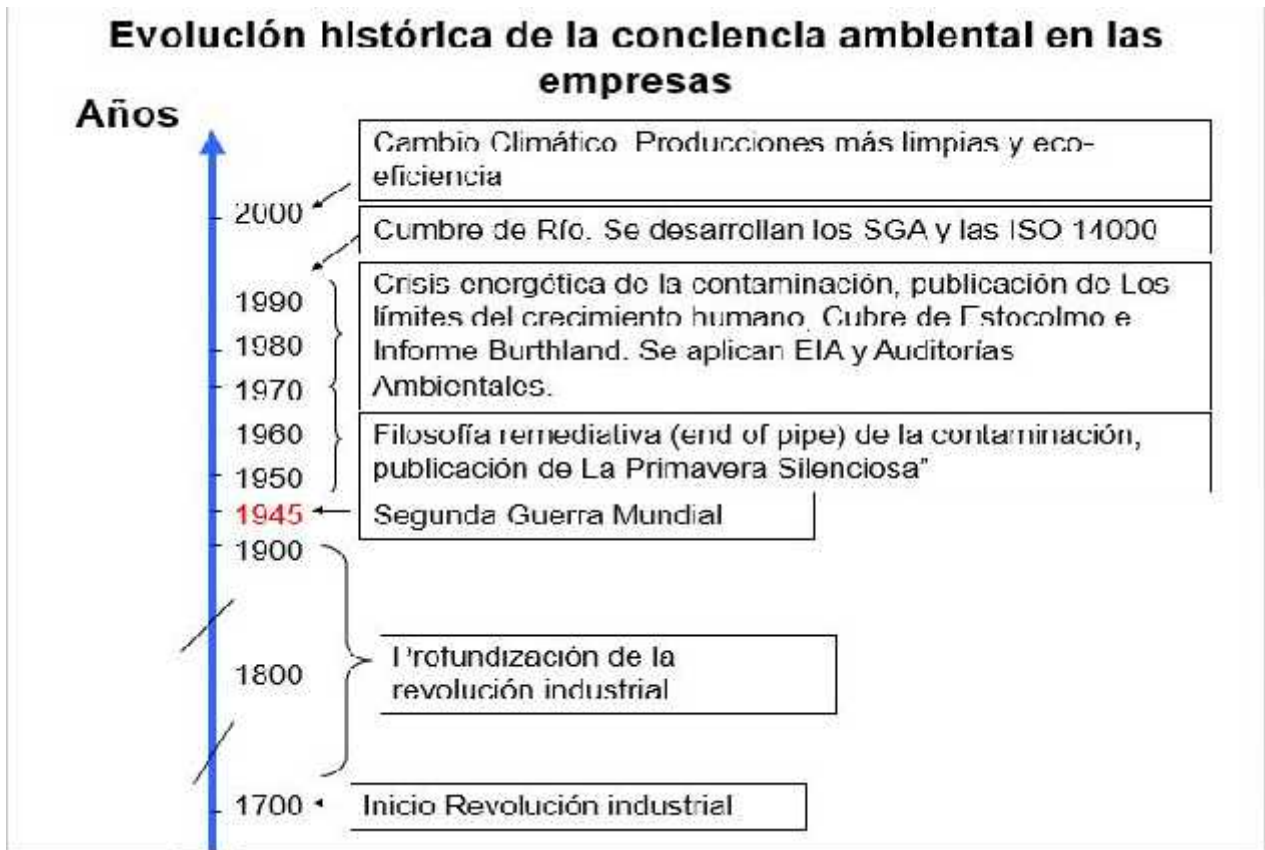 Evolución histórica de la conciencia ambiental en las
empresas
Años
Cambio Climático Producciones más limpias y eco-
eficiencia
2000
Cumbre de Río. Se desarrollan los SGA y las ISO 14000
Crisis energética de la contaminación, publicación de Los
límites del crecimiento humano, Cubre de Estocolmo e
Informe Burthland. Se aplican EIA y Auditorías
Ambientales.
1990
1980
1970
Filosofía remediativa (end of pipe) de la contaminación,
publicación de La Primavera Silenciosa"
1960
1950
1945
Segunda Guerra Mundial
1900
Profundización de la
revolución industrial
1800
1700
Inicio Revolución industrial